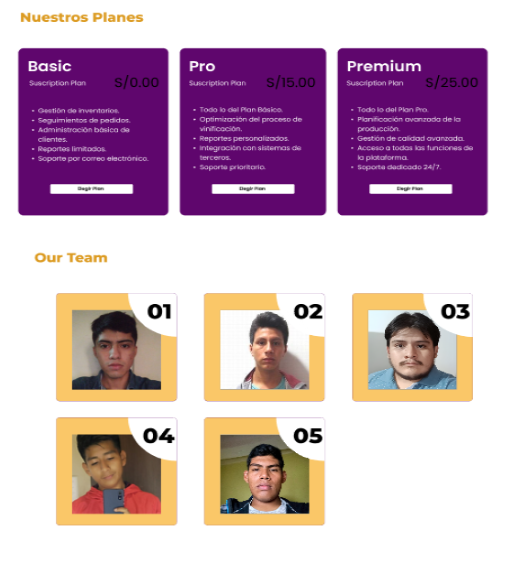 Nuestros Planes
Basic
Suscription Plan S/0.00
• Gestión de inventarios.
• Seguimientos de pedidos.
• Administración básica de
clientes.
• Reportes limitados.
• Soporte por correo electrónico.
Elegir Plan
Pro
Suscription Plan S/15.00
• Todo lo del Plan Básico.
• Optimización del proceso de
vinificación.
• Reportes personalizados.
• Integración con sistemas de
terceros.
• Soporte prioritario.
Elegir Plan
Premium
Suscription Plan S/25.00
• Todo lo del Plan Pro.
• Planificación avanzada de la
producción.
• Gestión de calidad avanzada.
• Acceso a todas las funciones de
la plataforma.
• Soporte dedicado 24/7.
Elegir Plan
Our Team
01
02
03
04
05